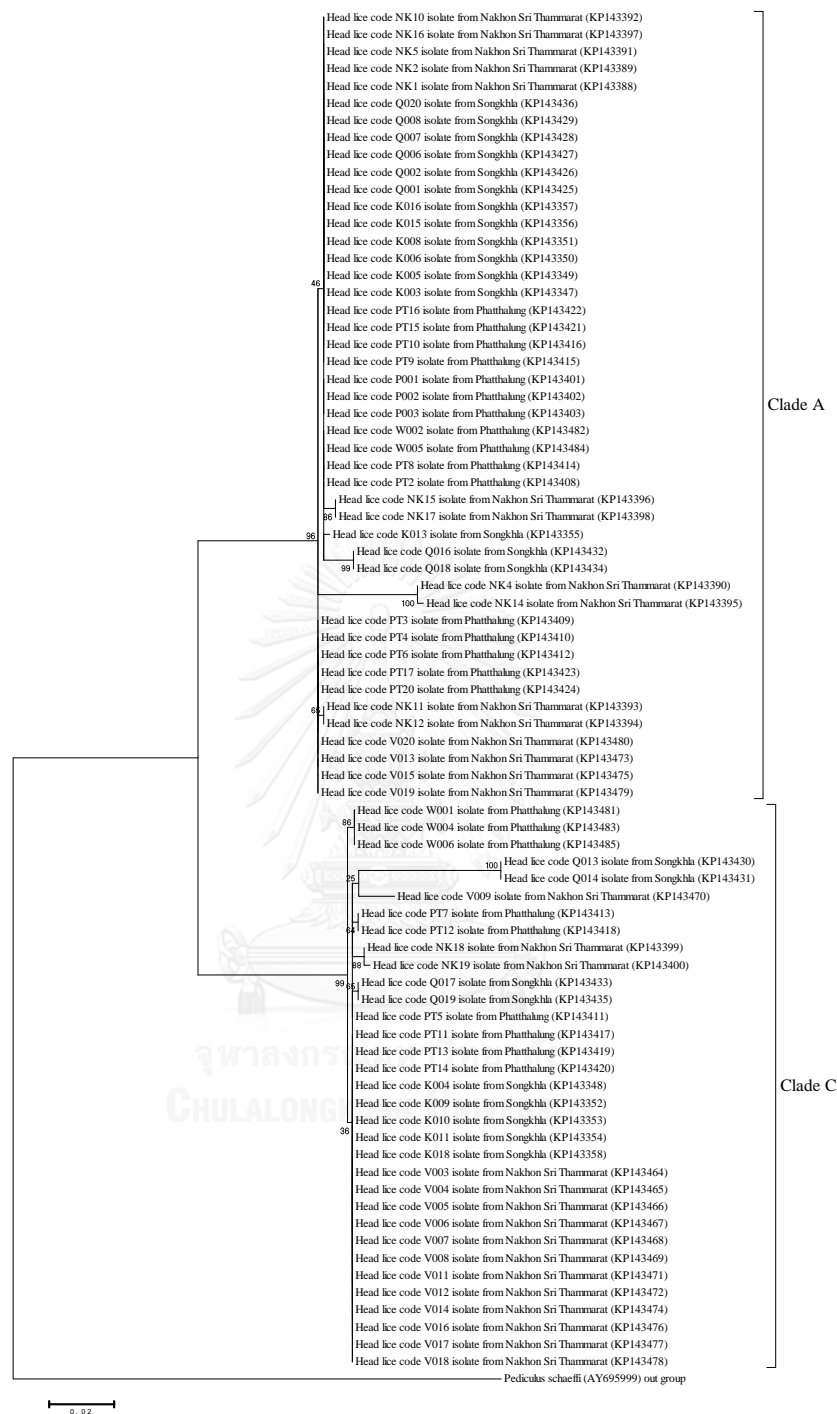 Head lice code NK10 isolate from Nakhon Sri Thammarat (KP143392)
Head lice code NK16 isolate from Nakhon Sri Thammarat (KP143397)
Head lice code NK5 isolate from Nakhon Sri Thammarat (KP143391)
Head lice code NK2 isolate from Nakhon Sri Thammarat (KP143389)
Head lice code NK1 isolate from Nakhon Sri Thammarat (KP143388)
Head lice code Q020 isolate from Songkhla (KP143436)
Head lice code Q008 isolate from Songkhla (KP143429)
Head lice code Q007 isolate from Songkhla (KP143428)
Head lice code Q006 isolate from Songkhla (KP143427)
Head lice code Q002 isolate from Songkhla (KP143426)
Head lice code Q001 isolate from Songkhla (KP143425)
Head lice code K016 isolate from Songkhla (KP143357)
Head lice code K015 isolate from Songkhla (KP143356)
Head lice code K008 isolate from Songkhla (KP143351)
Head lice code K006 isolate from Songkhla (KP143350)
Head lice code K005 isolate from Songkhla (KP143349)
46
Head lice code K003 isolate from Songkhla (KP143347)
Head lice code PT16 isolate from Phatthalung (KP143422)
Head lice code PT15 isolate from Phatthalung (KP143421)
Head lice code PT10 isolate from Phatthalung (KP143416)
Head lice code PT9 isolate from Phatthalung (KP143415)
Head lice code P001 isolate from Phatthalung (KP143401)
Head lice code P002 isolate from Phatthalung (KP143402)
Clade A
Head lice code P003 isolate from Phatthalung (KP143403)
Head lice code W002 isolate from Phatthalung (KP143482)
Head lice code W005 isolate from Phatthalung (KP143484)
Head lice code PT8 isolate from Phatthalung (KP143414)
Head lice code PT2 isolate from Phatthalung (KP143408)
Head lice code NK15 isolate from Nakhon Sri Thammarat (KP143396)
86
Head lice code NK17 isolate from Nakhon Sri Thammarat (KP143398)
96
Head lice code K013 isolate from Songkhla (KP143355)
Head lice code Q016 isolate from Songkhla (KP143432)
99
Head lice code Q018 isolate from Songkhla (KP143434)
Head lice code NK4 isolate from Nakhon Sri Thammarat (KP143390)
100
Head lice code NK14 isolate from Nakhon Sri Thammarat (KP143395)
Head lice code PT3 isolate from Phatthalung (KP143409)
Head lice code PT4 isolate from Phatthalung (KP143410)
Head lice code PT6 isolate from Phatthalung (KP143412)
Head lice code PT17 isolate from Phatthalung (KP143423)
Head lice code PT20 isolate from Phatthalung (KP143424)
Head lice code NK11 isolate from Nakhon Sri Thammarat (KP143393)
65
Head lice code NK12 isolate from Nakhon Sri Thammarat (KP143394)
Head lice code V020 isolate from Nakhon Sri Thammarat (KP143480)
Head lice code V013 isolate from Nakhon Sri Thammarat (KP143473)
Head lice code V015 isolate from Nakhon Sri Thammarat (KP143475)
Head lice code V019 isolate from Nakhon Sri Thammarat (KP143479)
Head lice code W001 isolate from Phatthalung (KP143481)
86
Head lice code W004 isolate from Phatthalung (KP143483)
Head lice code W006 isolate from Phatthalung (KP143485)
Head lice code Q013 isolate from Songkhla (KP143430)
100
Head lice code Q014 isolate from Songkhla (KP143431)
25
Head lice code V009 isolate from Nakhon Sri Thammarat (KP143470)
Head lice code PT7 isolate from Phatthalung (KP143413)
64
Head lice code PT12 isolate from Phatthalung (KP143418)
Head lice code NK18 isolate from Nakhon Sri Thammarat (KP143399)
88
Head lice code NK19 isolate from Nakhon Sri Thammarat (KP143400)
99
65
Head lice code Q017 isolate from Songkhla (KP143433)
Head lice code Q019 isolate from Songkhla (KP143435)
Head lice code PT5 isolate from Phatthalung (KP143411)
Head lice code PT11 isolate from Phatthalung (KP143417)
Head lice code PT13 isolate from Phatthalung (KP143419)
Head lice code PT14 isolate from Phatthalung (KP143420)
Clade C
Head lice code K004 isolate from Songkhla (KP143348)
Head lice code K009 isolate from Songkhla (KP143352)
Head lice code K010 isolate from Songkhla (KP143353)
36
Head lice code K011 isolate from Songkhla (KP143354)
Head lice code K018 isolate from Songkhla (KP143358)
Head lice code V003 isolate from Nakhon Sri Thammarat (KP143464)
Head lice code V004 isolate from Nakhon Sri Thammarat (KP143465)
Head lice code V005 isolate from Nakhon Sri Thammarat (KP143466)
Head lice code V006 isolate from Nakhon Sri Thammarat (KP143467)
Head lice code V007 isolate from Nakhon Sri Thammarat (KP143468)
Head lice code V008 isolate from Nakhon Sri Thammarat (KP143469)
Head lice code V011 isolate from Nakhon Sri Thammarat (KP143471)
Head lice code V012 isolate from Nakhon Sri Thammarat (KP143472)
Head lice code V014 isolate from Nakhon Sri Thammarat (KP143474)
Head lice code V016 isolate from Nakhon Sri Thammarat (KP143476)
Head lice code V017 isolate from Nakhon Sri Thammarat (KP143477)
Head lice code V018 isolate from Nakhon Sri Thammarat (KP143478)
Pediculus schaeffi (AY695999) out group
0.02